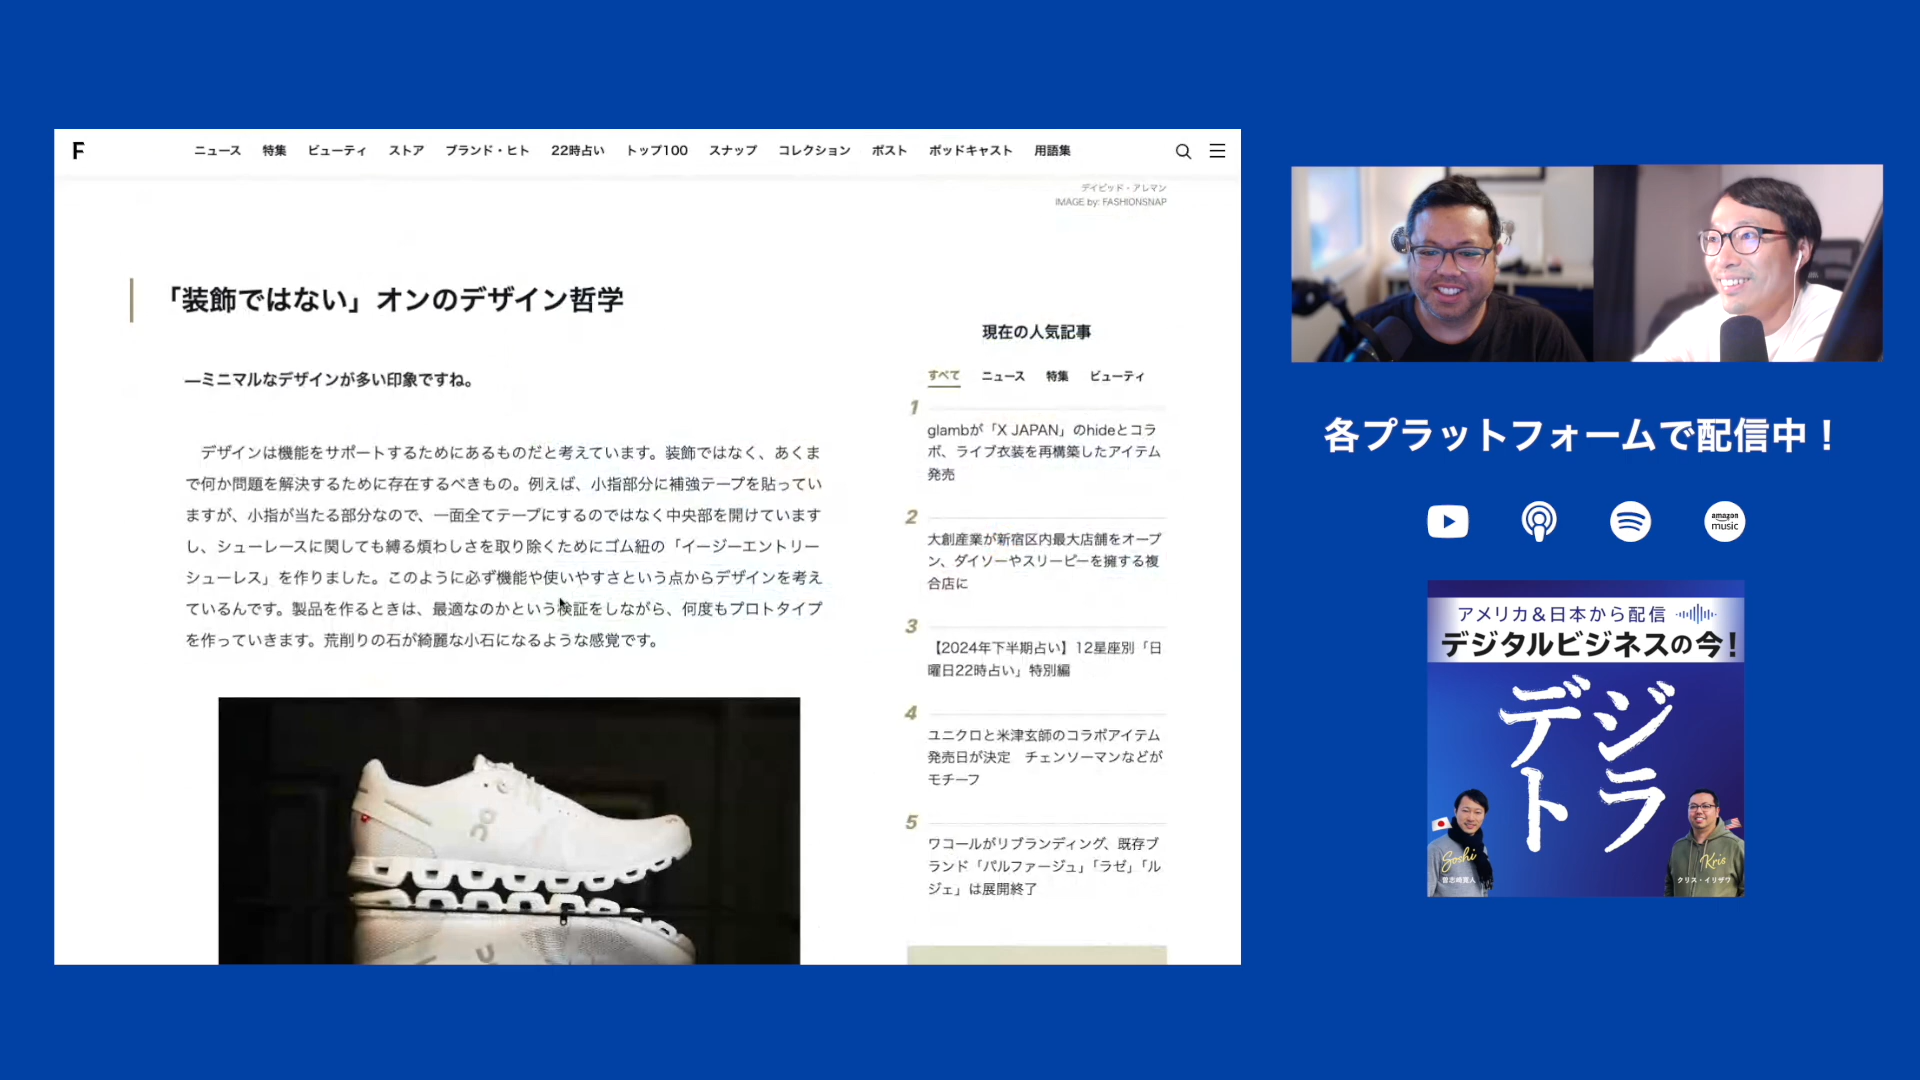 F
ニュース 特集 ビューティ ストア ブランド・ヒト 22時占い トップ100 スナップ コレクション ポスト ポッドキャスト 用語集
デイビッド・アレマン
IMAGE by: FASHIONSNAP
「装飾ではない」オンのデザイン哲学
―ミニマルなデザインが多い印象ですね。
デザインは機能をサポートするためにあるものだと考えています。装飾ではなく、あくま
で何か問題を解決するために存在するべきもの。例えば、小指部分に補強テープを貼ってい
ますが、小指が当たる部分なので、一面全てテープにするのではなく中央部を開けています
し、シューレースに関しても縛る煩わしさを取り除くためにゴム紐の「イージーエントリー
シューレス」を作りました。このように必ず機能や使いやすさという点からデザインを考え
ているんです。製品を作るときは、最適なのかという検証をしながら、何度もプロトタイプ
を作っていきます。荒削りの石が綺麗な小石になるような感覚です。
現在の人気記事
すべて ニュース 特集 ビューティ
1
glambが「X JAPAN」のhideとコラ
ボ、ライブ衣装を再構築したアイテム
発売
2
大創産業が新宿区内最大店舗をオープ
ン、ダイソーやスリーピーを擁する複
合店に
3
【2024年下半期占い】12星座別「日
曜日22時占い」特別編
4
ユニクロと米津玄師のコラボアイテム
発売日が決定　チェンソーマンなどが
モチーフ
5
ワコールがリブランディング、既存ブ
ランド「パルファージュ」「ラゼ」「ル
ジェ」は展開終了
各プラットフォームで配信中！
amazon
music
アメリカ＆日本から配信
デジタルビジネスの今！
デジ
トラ
Soshi
Kris
クリス・イリザワ